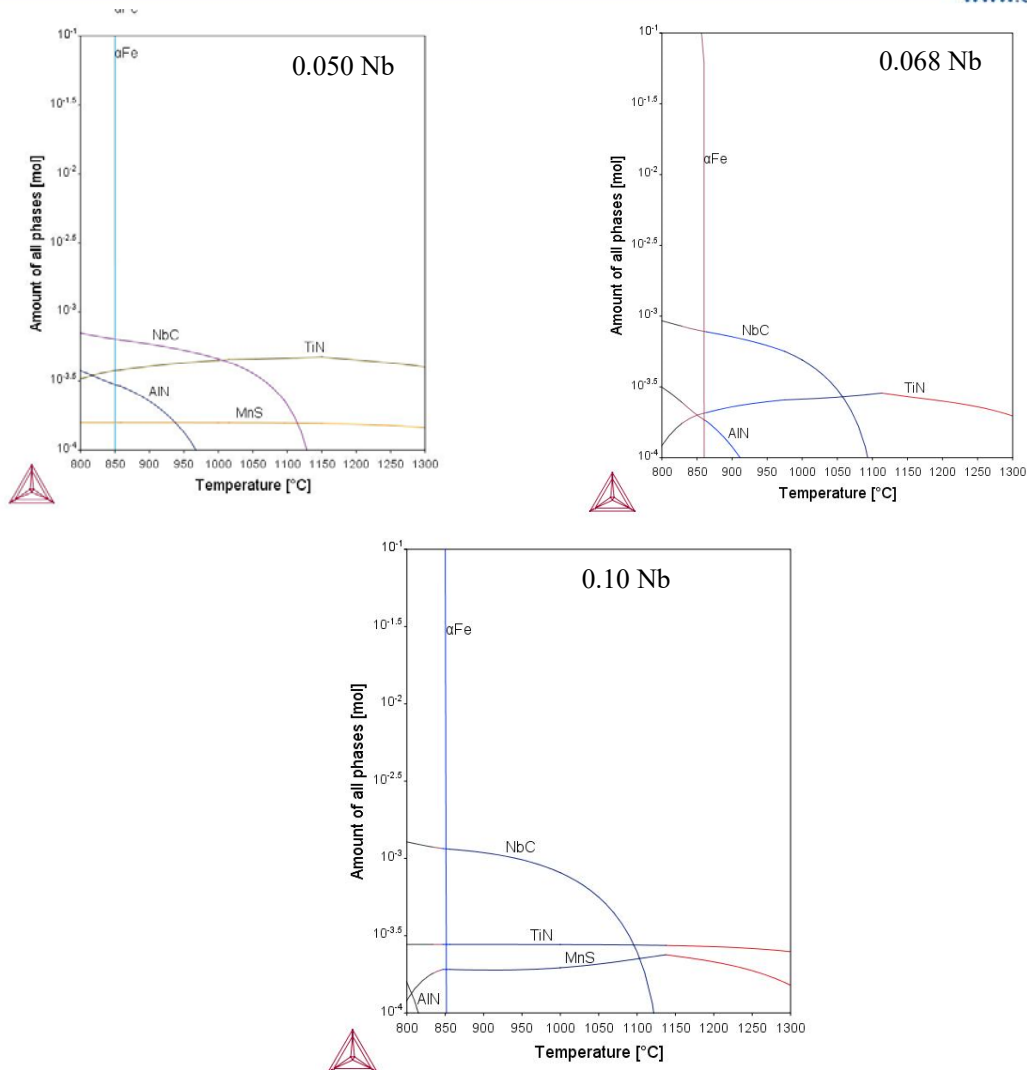 αFe
10⁻¹
αFe
0.050 Nb
10⁻¹·⁵
10⁻²
10⁻²·⁵
10⁻³
10⁻³·⁵
10⁻⁴
Amount of all phases [mol]
NbC
TiN
AlN
MnS
800 850 900 950 1000 1050 1100 1150 1200 1250 1300
Temperature [°C]
10⁻¹
0.068 Nb
10⁻¹·⁵
αFe
10⁻²
10⁻²·⁵
10⁻³
10⁻³·⁵
10⁻⁴
Amount of all phases [mol]
NbC
TiN
AlN
800 850 900 950 1000 1050 1100 1150 1200 1250 1300
Temperature [°C]
10⁻¹
0.10 Nb
10⁻¹·⁵
αFe
10⁻²
10⁻²·⁵
10⁻³
10⁻³·⁵
10⁻⁴
Amount of all phases [mol]
NbC
TiN
MnS
AlN
800 850 900 950 1000 1050 1100 1150 1200 1250 1300
Temperature [°C]